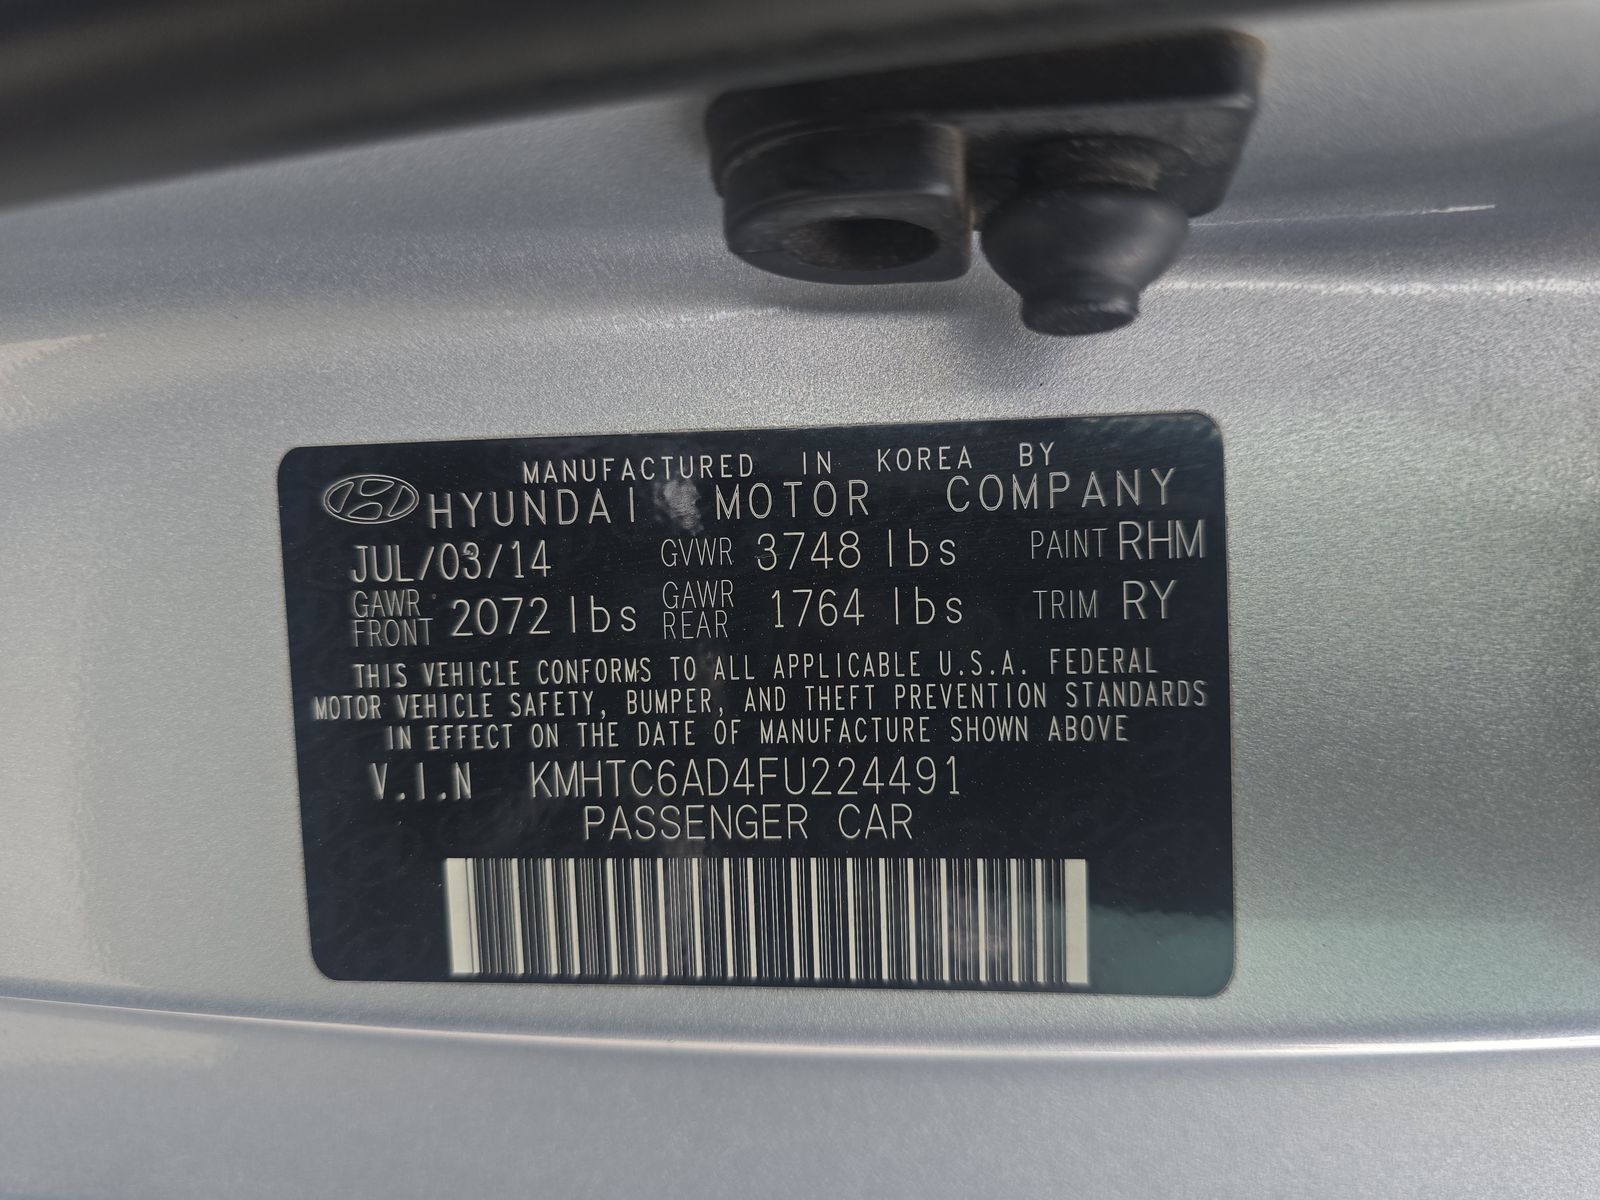 MANUFACTURED IN KOREA BY
HYUNDAI MOTOR COMPANY
JUL/03/14 GVWR 3748 lbs PAINT RHM
GAWR FRONT 2072 lbs GAWR REAR 1764 lbs TRIM RY
THIS VEHICLE CONFORMS TO ALL APPLICABLE U.S.A. FEDERAL
MOTOR VEHICLE SAFETY, BUMPER, AND THEFT PREVENTION STANDARDS
IN EFFECT ON THE DATE OF MANUFACTURE SHOWN ABOVE
V.I.N KMHTC6AD4FU224491
PASSENGER CAR